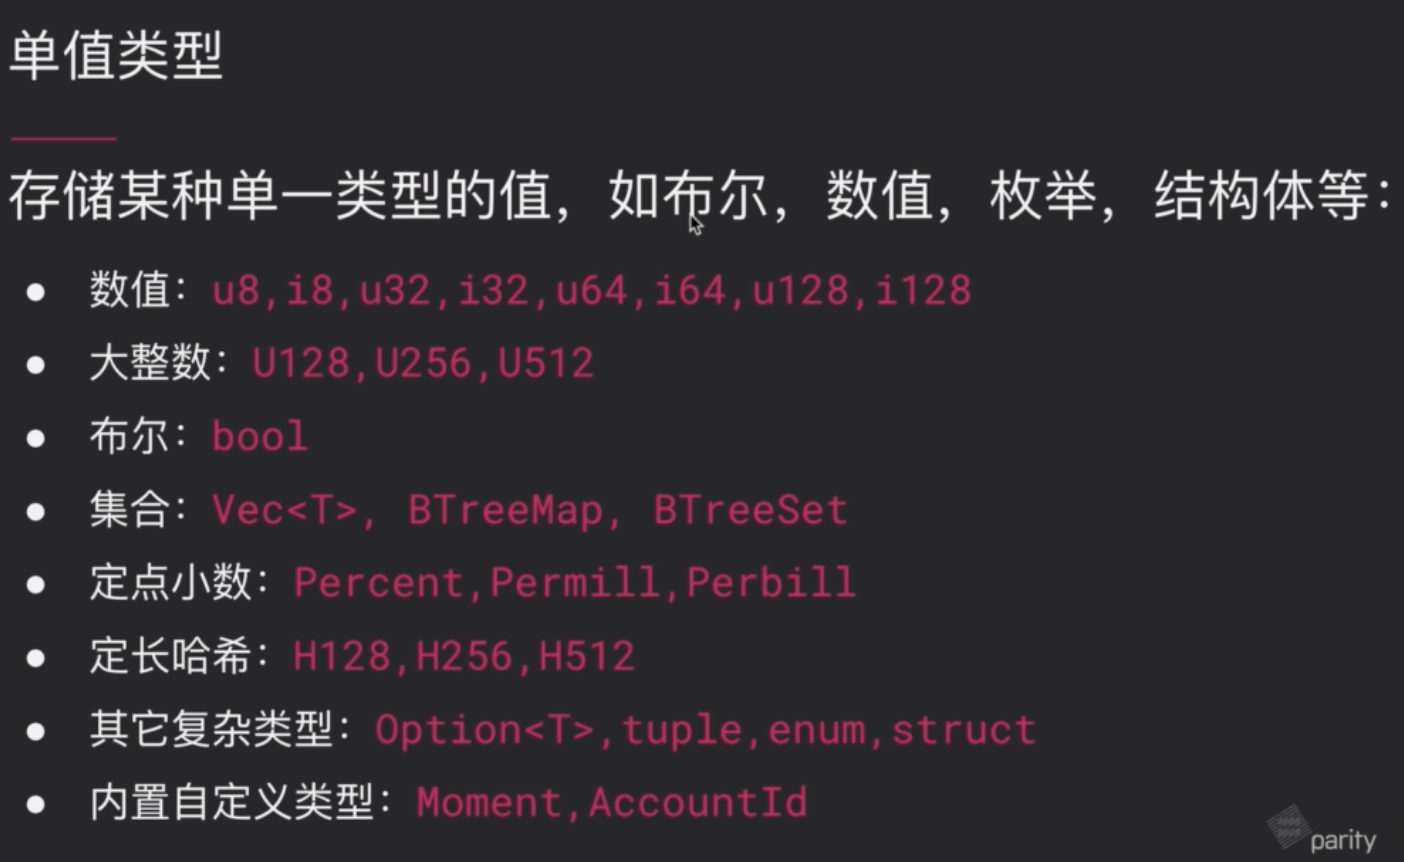 单值类型
存储某种单一类型的值，如布尔，数值，枚举，结构体等：
● 数值：u8,i8,u32,i32,u64,i64,u128,i128
● 大整数：U128,U256,U512
● 布尔：bool
● 集合：Vec<T>, BTreeMap, BTreeSet
● 定点小数：Percent,Permill,Perbill
● 定长哈希：H128,H256,H512
● 其它复杂类型：Option<T>,tuple,enum,struct
● 内置自定义类型：Moment,AccountId
parity